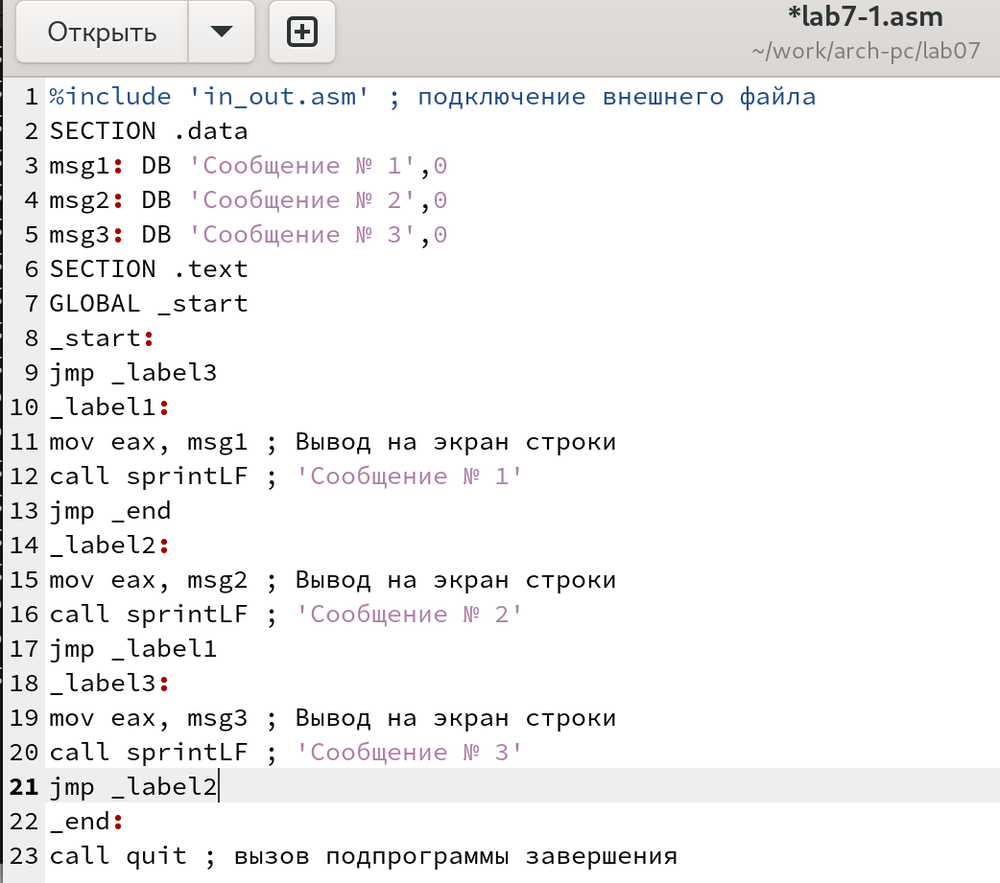 Открыть
*lab7-1.asm
~/work/arch-pc/lab07
1 %include 'in_out.asm' ; подключение внешнего файла
2 SECTION .data
3 msg1: DB 'Сообщение № 1',0
4 msg2: DB 'Сообщение № 2',0
5 msg3: DB 'Сообщение № 3',0
6 SECTION .text
7 GLOBAL _start
8 _start:
9 jmp _label3
10 _label1:
11 mov eax, msg1 ; Вывод на экран строки
12 call sprintLF ; 'Сообщение № 1'
13 jmp _end
14 _label2:
15 mov eax, msg2 ; Вывод на экран строки
16 call sprintLF ; 'Сообщение № 2'
17 jmp _label1
18 _label3:
19 mov eax, msg3 ; Вывод на экран строки
20 call sprintLF ; 'Сообщение № 3'
21 jmp _label2
22 _end:
23 call quit ; вызов подпрограммы завершения